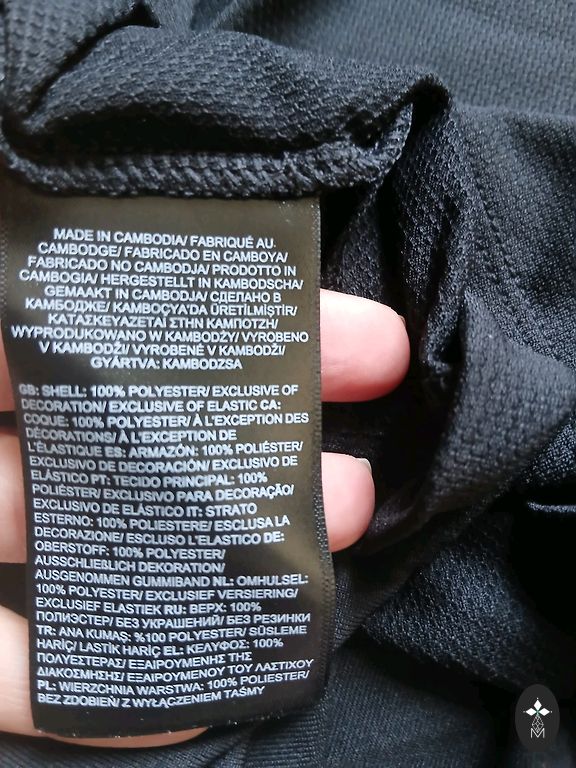 MADE IN CAMBODIA/ FABRIQUÉ AU
CAMBODGE/ FABRICADO EN CAMBOYA/
FABRICADO NO CAMBODJA/ PRODOTTO IN
CAMBOGIA/ HERGESTELLT IN KAMBODSCHA/
GEMAAKT IN CAMBODJA/ СДЕЛАНО В
КАМБОДЖЕ/ KAMBOÇYA'DA ÜRETİLMİŞTİR/
ΚΑΤΑΣΚΕΥΑΖΕΤΑΙ ΣΤΗΝ ΚΑΜΠΟΤΖΗ/
WYPRODUKOWANO W KAMBODŻY/ VYROBENO
V KAMBODŽI/ VYROBENÉ V KAMBODŽI/
GYÁRTVA: KAMBODZSA
GB: SHELL: 100% POLYESTER/ EXCLUSIVE OF
DECORATION/ EXCLUSIVE OF ELASTIC CA:
COQUE: 100% POLYESTER/ À L'EXCEPTION DES
DÉCORATIONS/ À L'EXCEPTION DE
L'ÉLASTIQUE ES: ARMAZÓN: 100% POLIÉSTER/
EXCLUSIVO DE DECORACIÓN/ EXCLUSIVO DE
ELÁSTICO PT: TECIDO PRINCIPAL: 100%
POLIÉSTER/ EXCLUSIVO PARA DECORAÇÃO/
EXCLUSIVO DE ELÁSTICO IT: STRATO
ESTERNO: 100% POLIESTERE/ ESCLUSA LA
DECORAZIONE/ ESCLUSO L'ELASTICO DE:
OBERSTOFF: 100% POLYESTER/
AUSSCHLIEßLICH DEKORATION/
AUSGENOMMEN GUMMIBAND NL: OMHULSEL:
100% POLYESTER/ EXCLUSIEF VERSIERING/
EXCLUSIEF ELASTIEK RU: ВЕРХ: 100%
ПОЛИЭСТЕР/ БЕЗ УКРАШЕНИЙ/ БЕЗ РЕЗИНКИ
TR: ANA KUMAŞ: %100 POLYESTER/ SÜSLEME
HARİÇ/ LASTİK HARİÇ EL: ΚΕΛΥΦΟΣ: 100%
ΠΟΛΥΕΣΤΕΡΑΣ/ ΕΞΑΙΡΟΥΜΕΝΗΣ ΤΗΣ
ΔΙΑΚΟΣΜΗΣΗΣ/ ΕΞΑΙΡΟΥΜΕΝΟΥ ΤΟΥ ΛΑΣΤΙΧΟΥ
PL: WIERZCHNIA WARSTWA: 100% POLIESTER/
BEZ ZDOBIEŃ/ Z WYŁĄCZENIEM TAŚMY
M